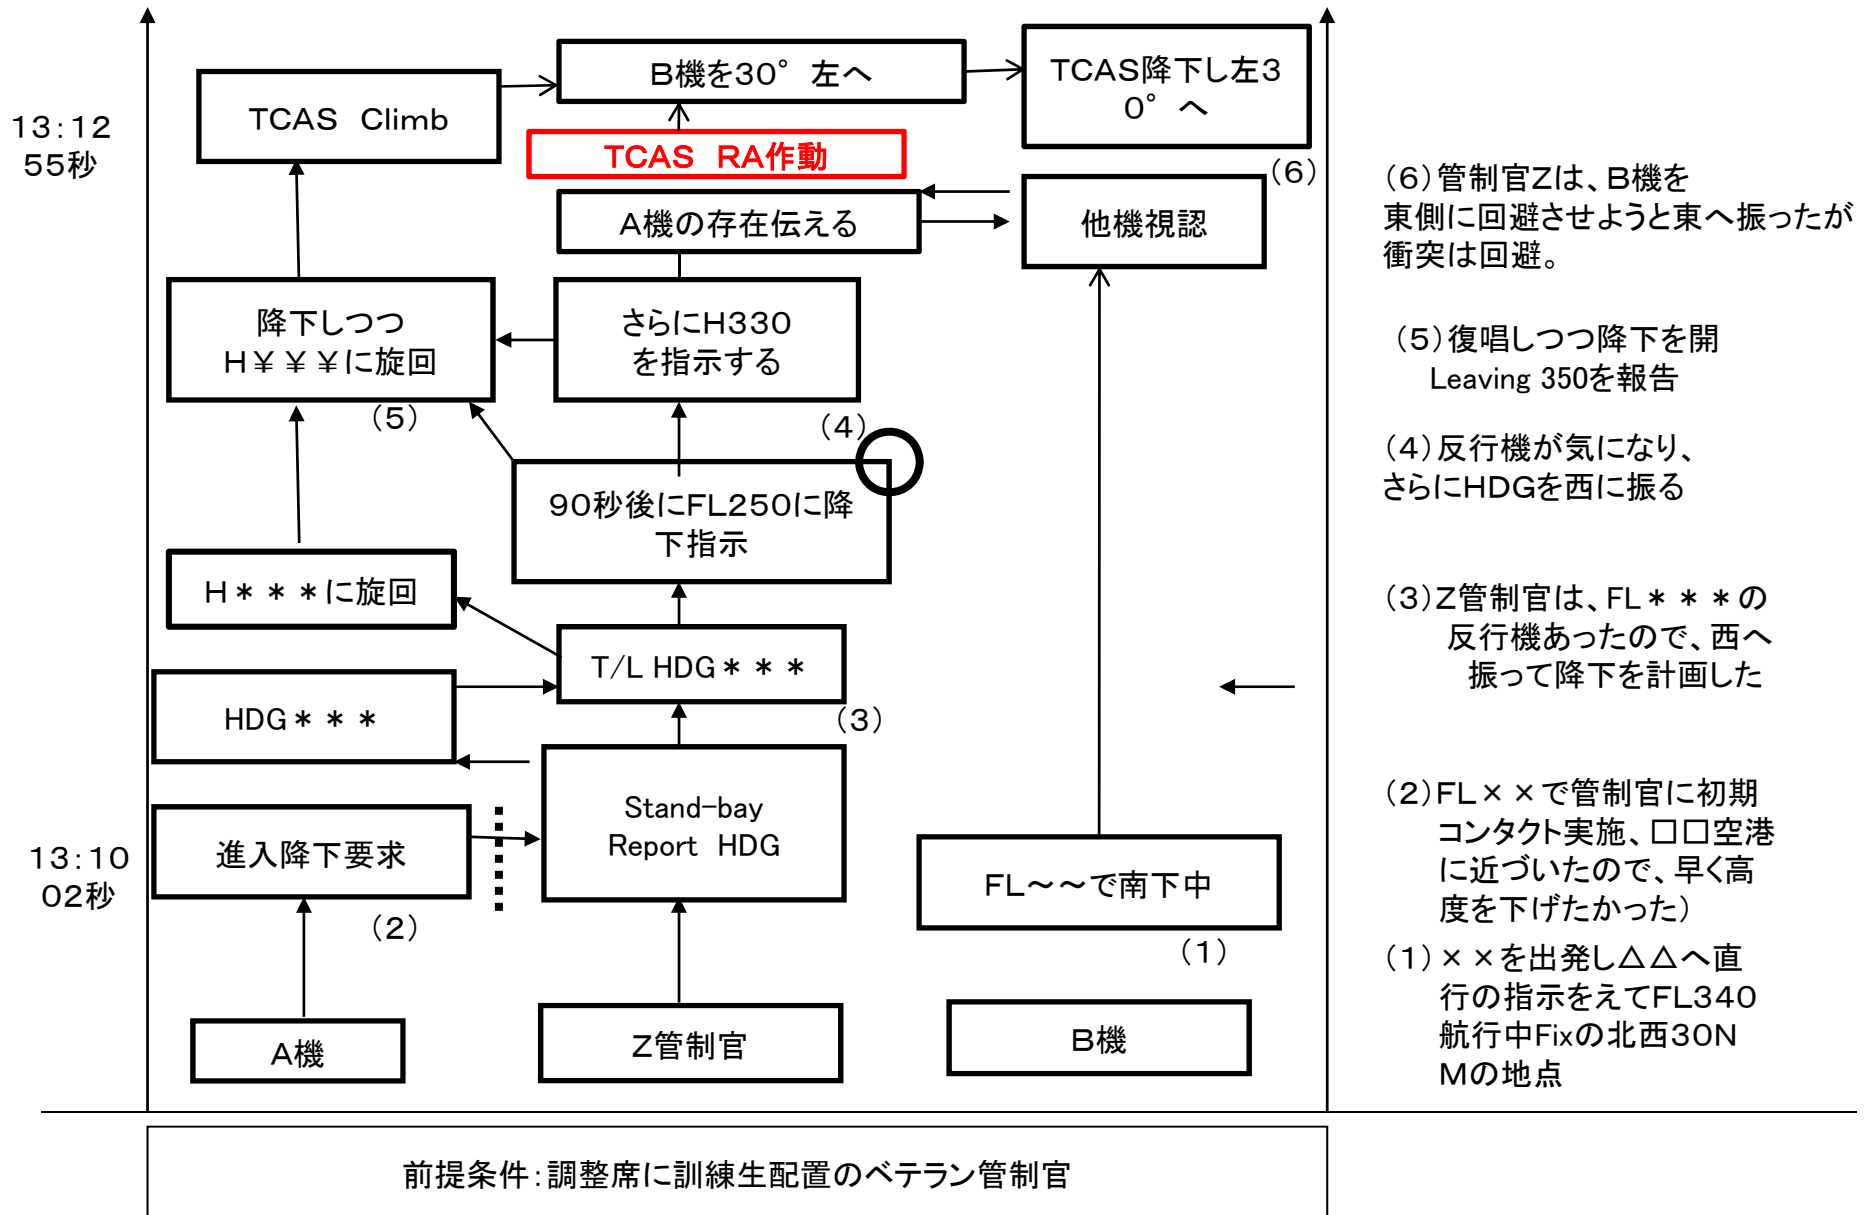 B機を30°左へ
TCAS降下し左3
0°へ
TCAS Climb
13:12
55秒
TCAS RA作動
(6)
A機の存在伝える
他機視認
降下しつつ
H¥¥¥に旋回
さらにH330
を指示する
(5)
(4)
90秒後にFL250に降
下指示
H***に旋回
T/L HDG***
HDG***
(3)
Stand-bay
Report HDG
進入降下要求
13:10
02秒
FL~~で南下中
(2)
(1)
A機
Z管制官
B機
(6)管制官Zは、B機を
東側に回避させようと東へ振ったが
衝突は回避。
(5)復唱しつつ降下を開
Leaving 350を報告
(4)反行機が気になり、
さらにHDGを西に振る
(3)Z管制官は、FL***の
反行機あったので、西へ
振って降下を計画した
(2)FL××で管制官に初期
コンタクト実施、□□空港
に近づいたので、早く高
度を下げたかった)
(1)××を出発し△△へ直
行の指示をえてFL340
航行中Fixの北西30N
Mの地点
前提条件:調整席に訓練生配置のベテラン管制官